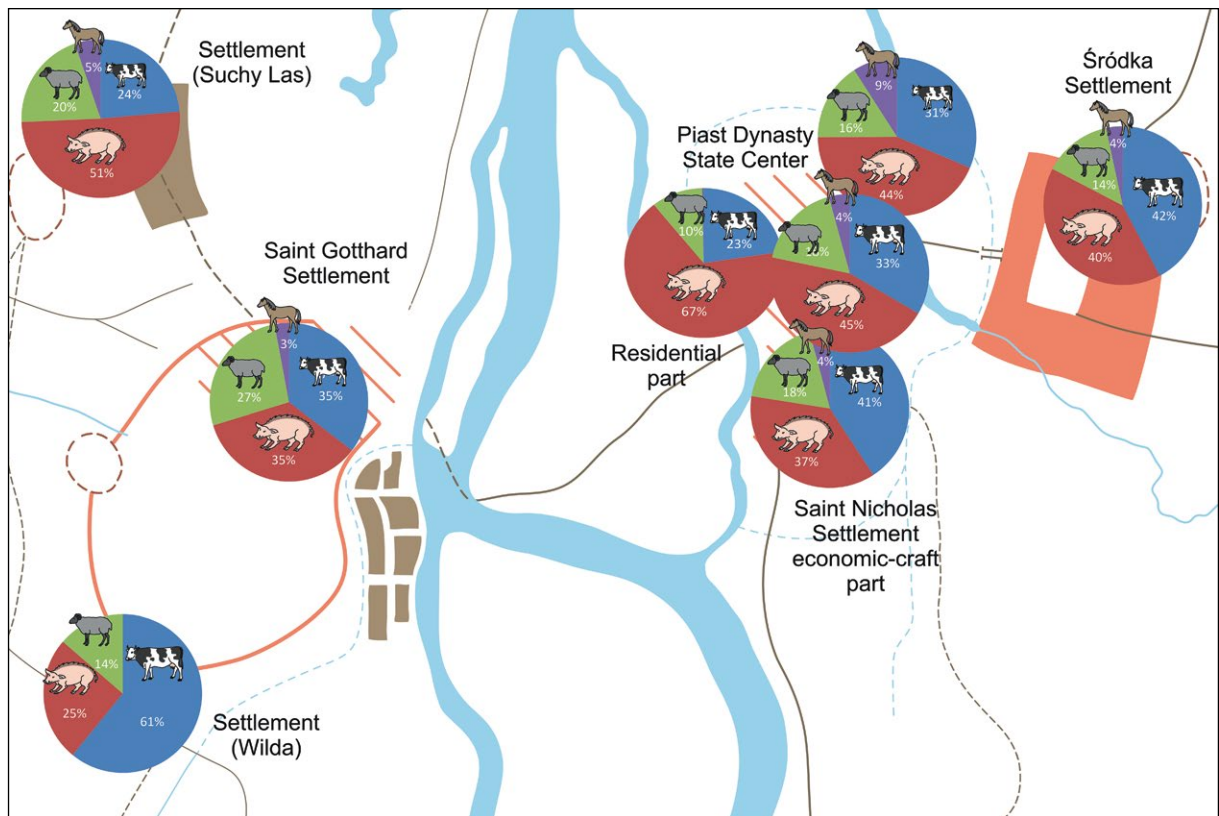 Settlement
(Suchy Las)
5%
24%
20%
51%
Saint Gotthard
Settlement
3%
35%
27%
35%
14%
25%
61%
Settlement
(Wilda)
Piast Dynasty
State Center
9%
31%
16%
44%
10%
23%
67%
Residential
part
4%
33%
45%
4%
41%
18%
37%
Saint Nicholas
Settlement
economic-craft
part
Śródka
Settlement
4%
14%
42%
40%